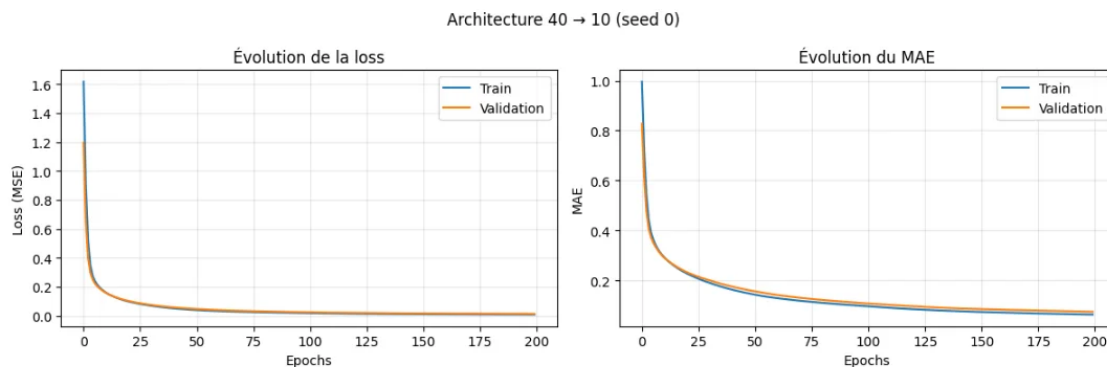 Architecture 40 → 10 (seed 0)
Évolution de la loss
Loss (MSE)
1.6
1.4
1.2
1.0
0.8
0.6
0.4
0.2
0.0
Train
Validation
0 25 50 75 100 125 150 175 200
Epochs
Évolution du MAE
MAE
1.0
0.8
0.6
0.4
0.2
Train
Validation
0 25 50 75 100 125 150 175 200
Epochs